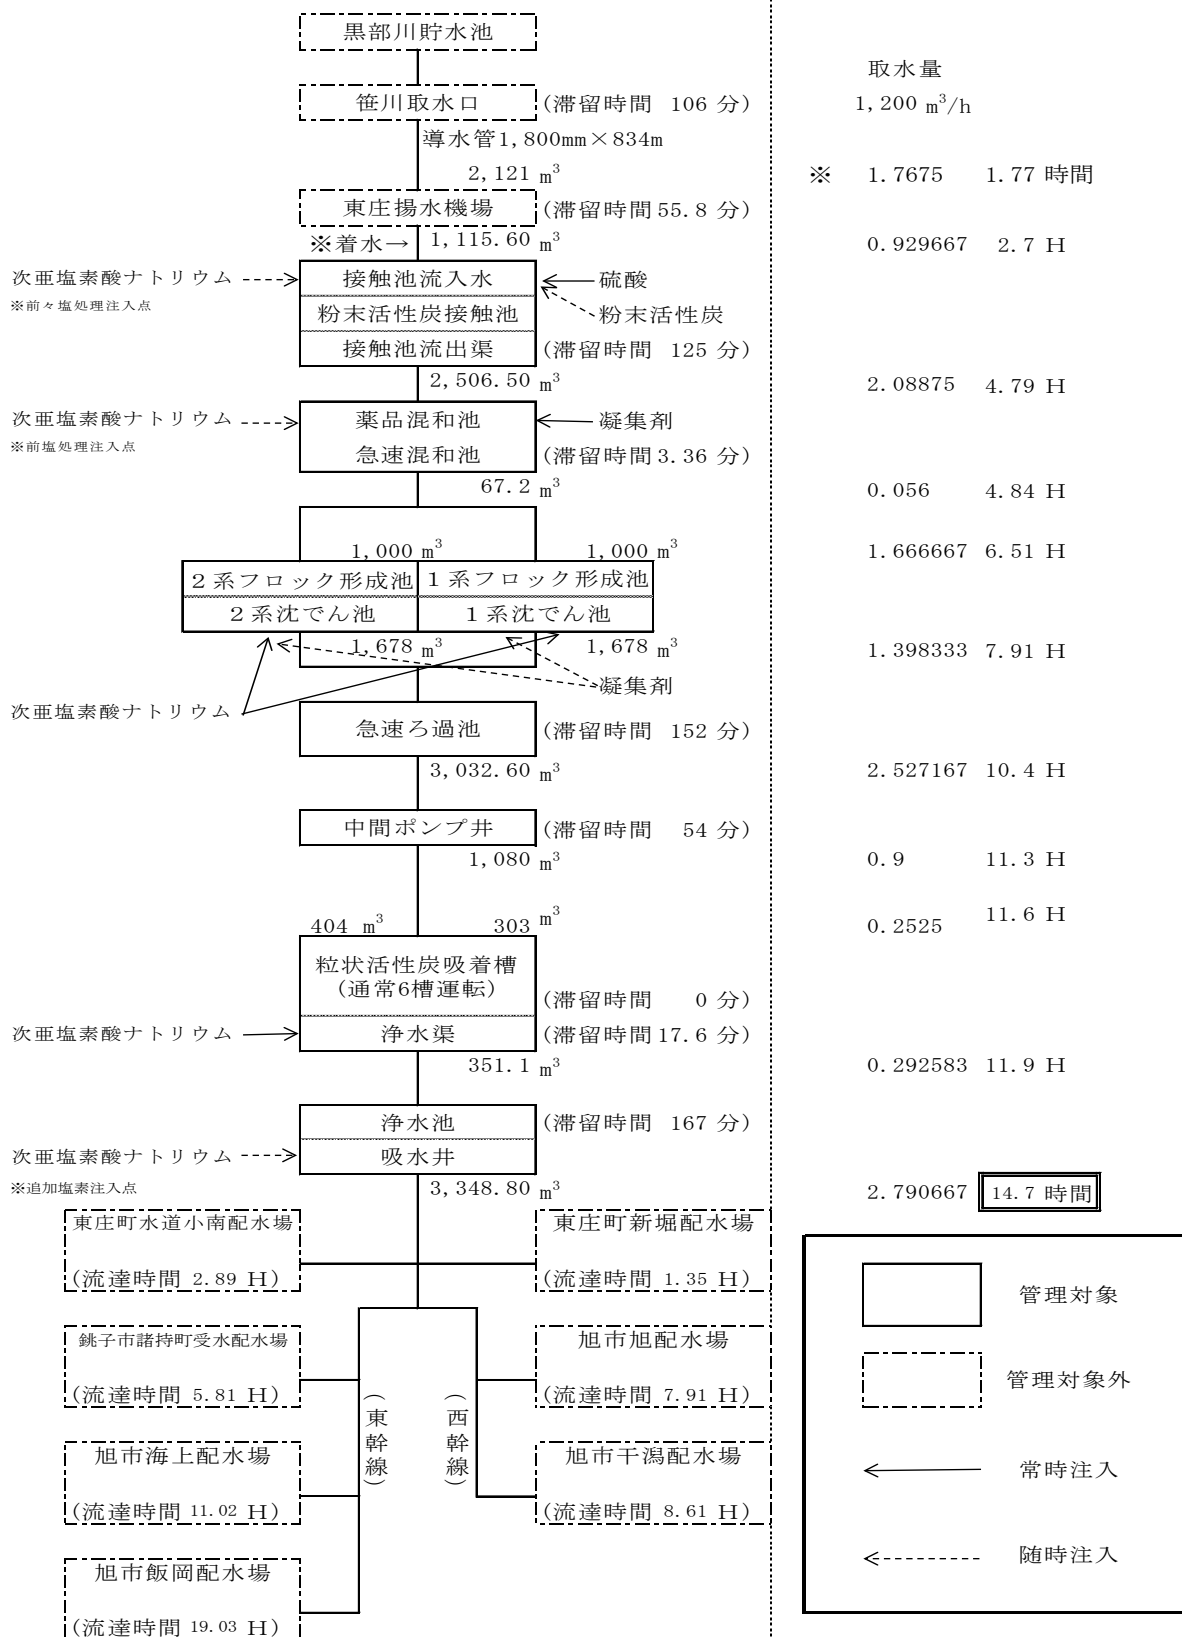 黒部川貯水池
取水量
笹川取水口 (滞留時間 106 分) 1,200 m³/h
導水管1,800mm×834m
2,121 m³ ※ 1.7675 1.77 時間
東庄揚水機場 (滞留時間 55.8 分)
※着水→ 1,115.60 m³ 0.929667 2.7 H
次亜塩素酸ナトリウム 接触池流入水 硫酸
※前々塩処理注入点 粉末活性炭接触池 粉末活性炭
接触池流出渠 (滞留時間 125 分)
2,506.50 m³ 2.08875 4.79 H
次亜塩素酸ナトリウム 薬品混和池 凝集剤
※前塩処理注入点 急速混和池 (滞留時間 3.36 分)
67.2 m³ 0.056 4.84 H
1,000 m³ 1,000 m³ 1.666667 6.51 H
2系フロック形成池 1系フロック形成池
2系沈でん池 1系沈でん池
1,678 m³ 1,678 m³ 1.398333 7.91 H
凝集剤
次亜塩素酸ナトリウム
急速ろ過池 (滞留時間 152 分)
3,032.60 m³ 2.527167 10.4 H
中間ポンプ井 (滞留時間 54 分)
1,080 m³ 0.9 11.3 H
404 m³ 303 m³ 0.2525 11.6 H
粒状活性炭吸着槽
(通常6槽運転)
(滞留時間 0 分)
次亜塩素酸ナトリウム 浄水渠 (滞留時間 17.6 分)
351.1 m³ 0.292583 11.9 H
浄水池 (滞留時間 167 分)
次亜塩素酸ナトリウム 吸水井
※追加塩素注入点 3,348.80 m³ 2.790667 14.7 時間
東庄町水道小南配水場 東庄町新堀配水場
(流達時間 2.89 H) (流達時間 1.35 H)
管理対象
銚子市諸持町受水配水場 旭市旭配水場
(流達時間 5.81 H) (流達時間 7.91 H)
管理対象外
(東幹線) (西幹線)
旭市海上配水場 旭市干潟配水場
常時注入
(流達時間 11.02 H) (流達時間 8.61 H)
随時注入
旭市飯岡配水場
(流達時間 19.03 H)